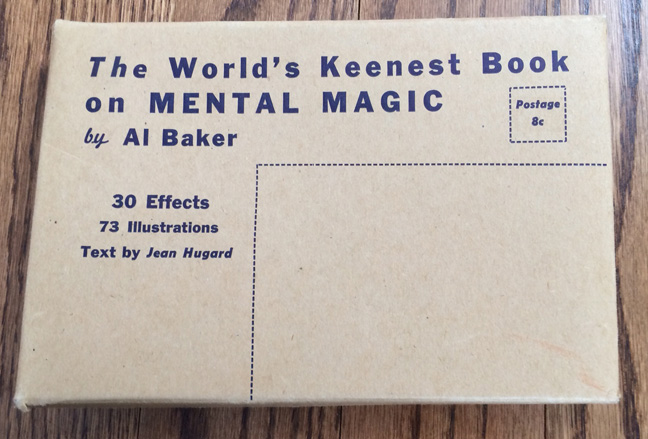 The World's Keenest Book
on MENTAL MAGIC
by Al Baker
Postage
8c
30 Effects
73 Illustrations
Text by Jean Hugard